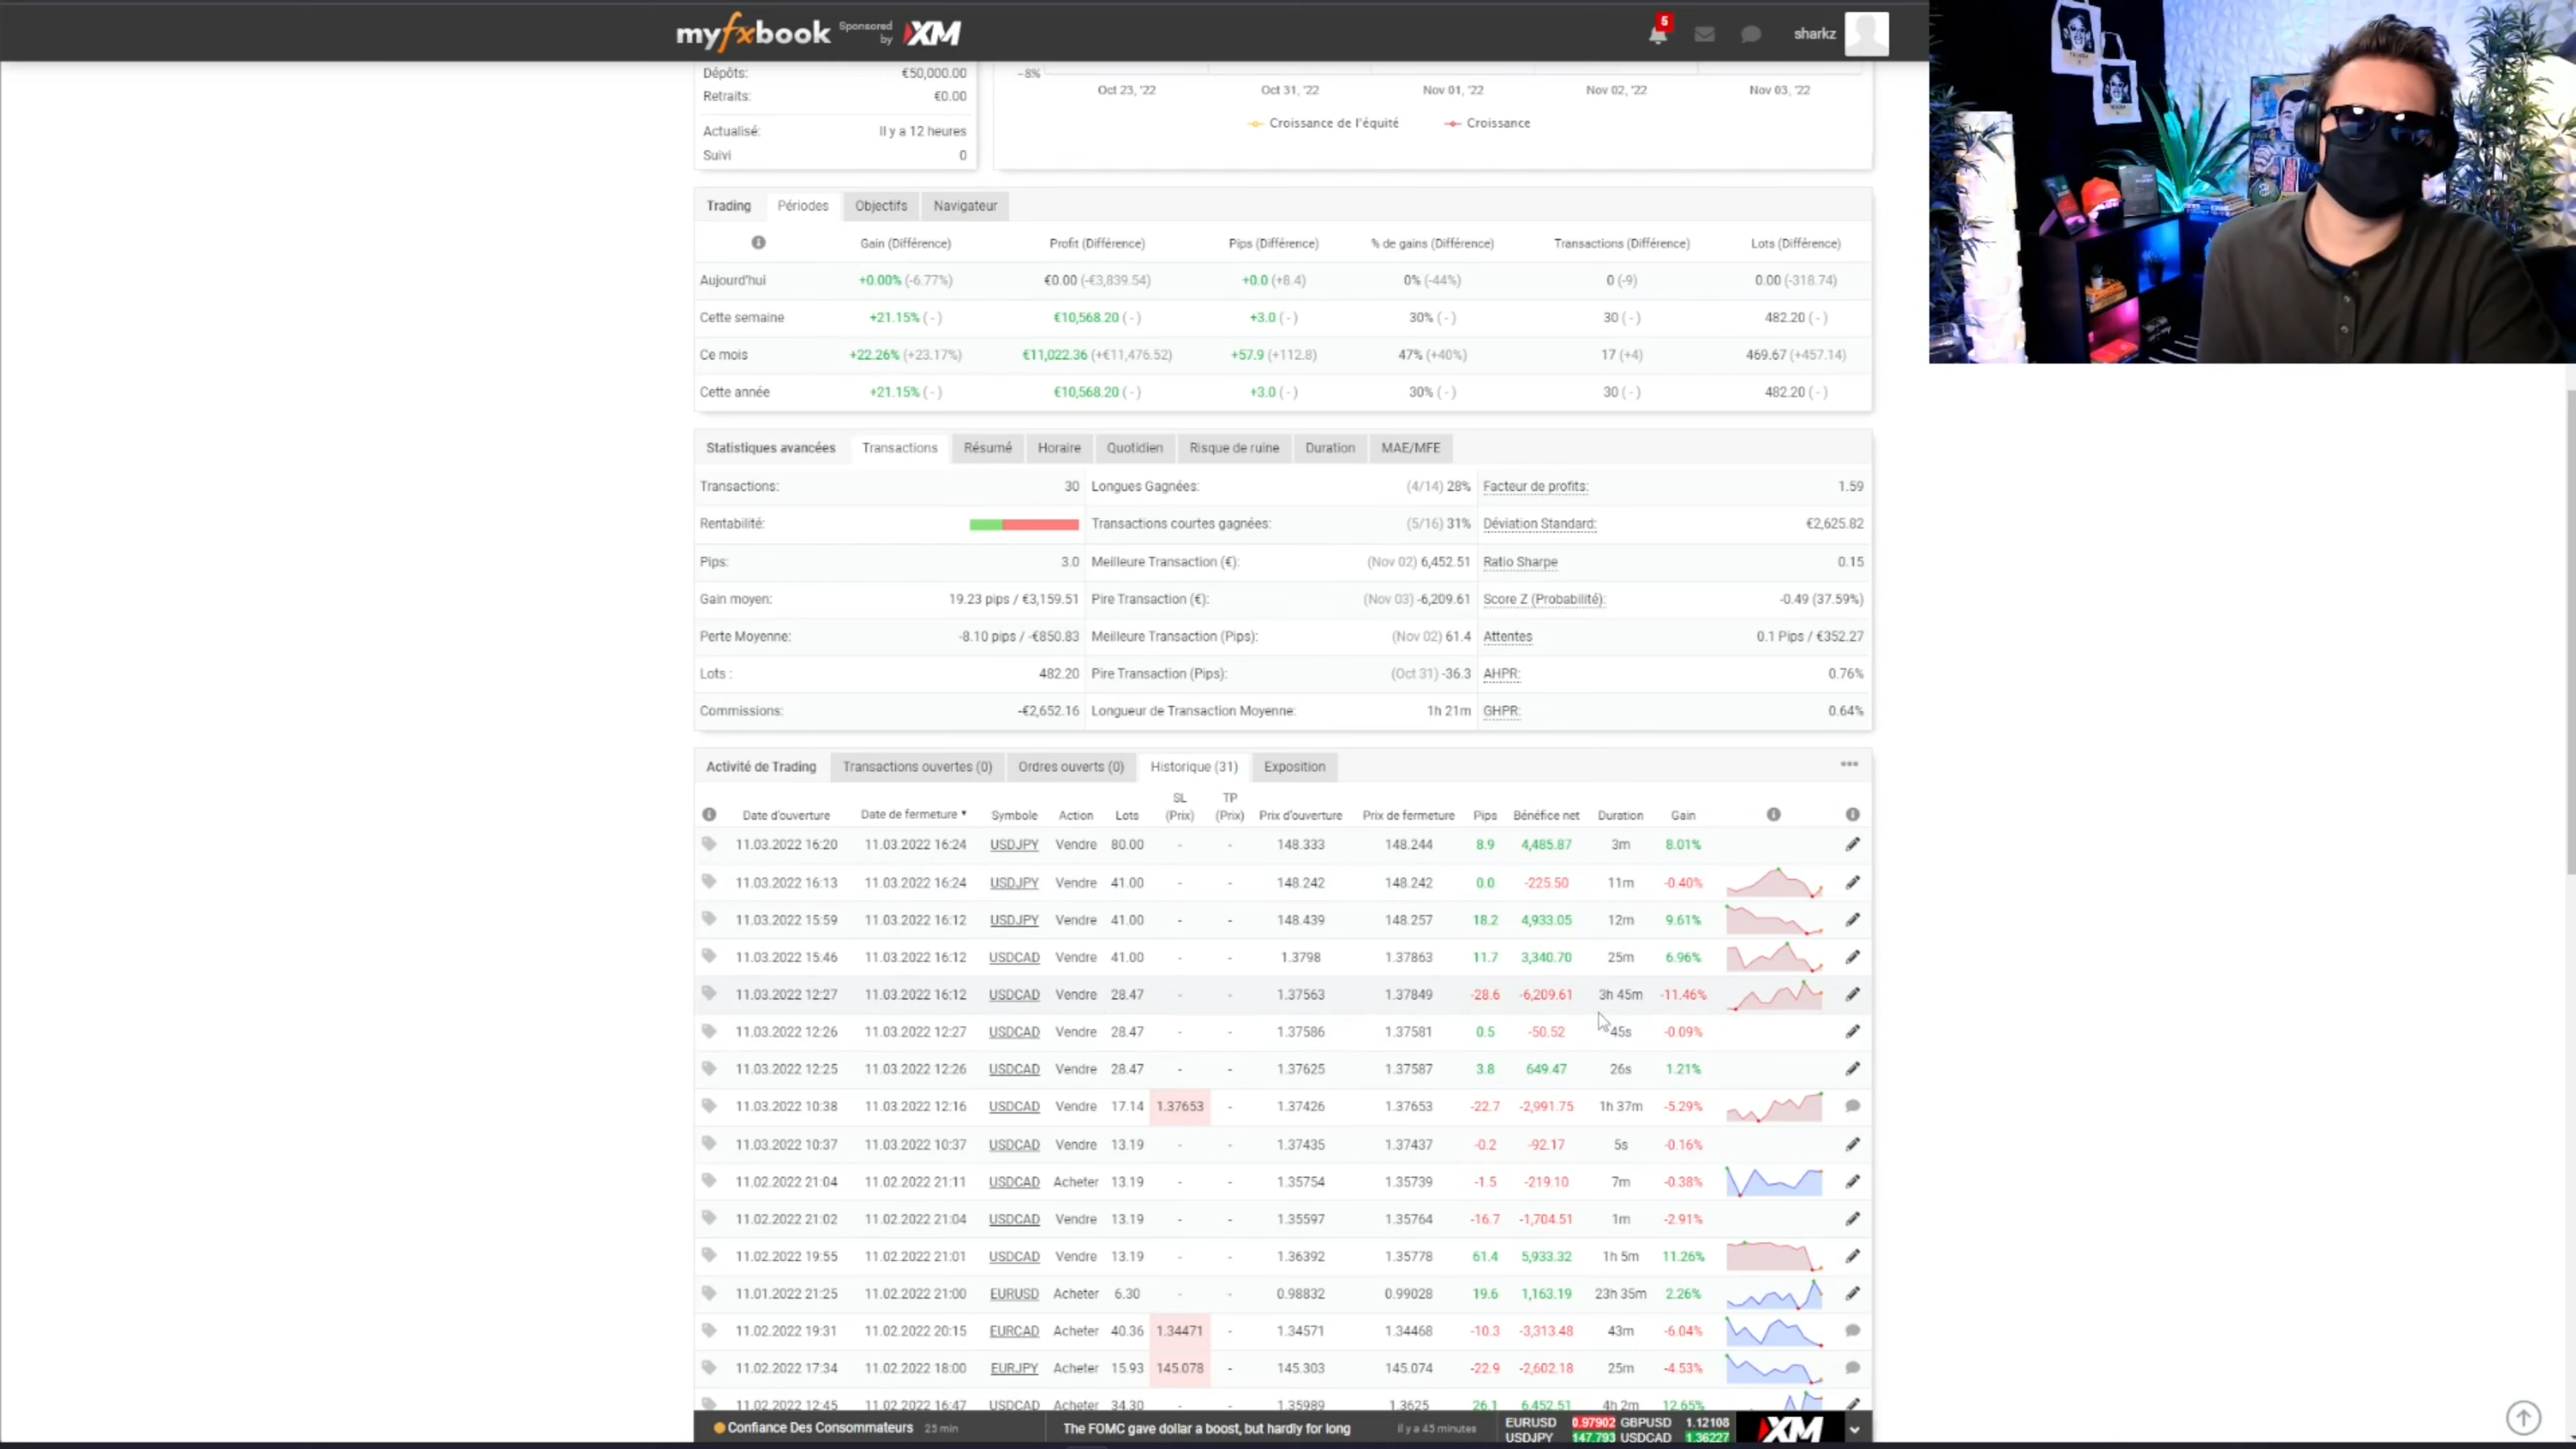 myfxbook Sponsored by XM 5 sharkz
Dépôts: €50,000.00
Retraits: €0.00
Actualisé: Il y a 12 heures
Suivi 0
-8%
Oct 23, '22 Oct 31, '22 Nov 01, '22 Nov 02, '22 Nov 03, '22
Croissance de l'équité Croissance
Trading Périodes Objectifs Navigateur
Gain (Différence) Profit (Différence) Pips (Différence) % de gains (Différence) Transactions (Différence) Lots (Différence)
Aujourd'hui +0.00% (-6.77%) €0.00 (-€3,839.54) +0.0 (+8.4) 0% (-44%) 0 (-9) 0.00 (-318.74)
Cette semaine +21.15% ( - ) €10,568.20 ( - ) +3.0 ( - ) 30% ( - ) 30 ( - ) 482.20 ( - )
Ce mois +22.26% (+23.17%) €11,022.36 (+€11,476.52) +57.9 (+112.8) 47% (+40%) 17 (+4) 469.67 (+457.14)
Cette année +21.15% ( - ) €10,568.20 ( - ) +3.0 ( - ) 30% ( - ) 30 ( - ) 482.20 ( - )
Statistiques avancées Transactions Résumé Horaire Quotidien Risque de ruine Duration MAE/MFE
Transactions: 30 Longues Gagnées: (4/14) 28% Facteur de profits: 1.59
Rentabilité: Transactions courtes gagnées: (5/16) 31% Déviation Standard: €2,625.82
Pips: 3.0 Meilleure Transaction (€): (Nov 02) 6,452.51 Ratio Sharpe 0.15
Gain moyen: 19.23 pips / €3,159.51 Pire Transaction (€): (Nov 03) -6,209.61 Score Z (Probabilité): -0.49 (37.59%)
Perte Moyenne: -8.10 pips / -€850.83 Meilleure Transaction (Pips): (Nov 02) 61.4 Attentes 0.1 Pips / €352.27
Lots : 482.20 Pire Transaction (Pips): (Oct 31) -36.3 AHPR: 0.76%
Commissions: -€2,652.16 Longueur de Transaction Moyenne: 1h 21m GHPR: 0.64%
Activité de Trading Transactions ouvertes (0) Ordres ouverts (0) Historique (31) Exposition
Date d'ouverture Date de fermeture Symbole Action Lots SL (Prix) TP (Prix) Prix d'ouverture Prix de fermeture Pips Bénéfice net Duration Gain
11.03.2022 16:20 11.03.2022 16:24 USDJPY Vendre 80.00 - - 148.333 148.244 8.9 4,485.87 3m 8.01%
11.03.2022 16:13 11.03.2022 16:24 USDJPY Vendre 41.00 - - 148.242 148.242 0.0 -225.50 11m -0.40%
11.03.2022 15:59 11.03.2022 16:12 USDJPY Vendre 41.00 - - 148.439 148.257 18.2 4,933.05 12m 9.61%
11.03.2022 15:46 11.03.2022 16:12 USDCAD Vendre 41.00 - - 1.3798 1.37863 11.7 3,340.70 25m 6.96%
11.03.2022 12:27 11.03.2022 16:12 USDCAD Vendre 28.47 - - 1.37563 1.37849 -28.6 -6,209.61 3h 45m -11.46%
11.03.2022 12:26 11.03.2022 12:27 USDCAD Vendre 28.47 - - 1.37586 1.37581 0.5 -50.52 45s -0.09%
11.03.2022 12:25 11.03.2022 12:26 USDCAD Vendre 28.47 - - 1.37625 1.37587 3.8 649.47 26s 1.21%
11.03.2022 10:38 11.03.2022 12:16 USDCAD Vendre 17.14 1.37653 - 1.37426 1.37653 -22.7 -2,991.75 1h 37m -5.29%
11.03.2022 10:37 11.03.2022 10:37 USDCAD Vendre 13.19 - - 1.37435 1.37437 -0.2 -92.17 5s -0.16%
11.02.2022 21:04 11.02.2022 21:11 USDCAD Acheter 13.19 - - 1.35754 1.35739 -1.5 -219.10 7m -0.38%
11.02.2022 21:02 11.02.2022 21:04 USDCAD Vendre 13.19 - - 1.35597 1.35764 -16.7 -1,704.51 1m -2.91%
11.02.2022 19:55 11.02.2022 21:01 USDCAD Vendre 13.19 - - 1.36392 1.35778 61.4 5,933.32 1h 5m 11.26%
11.01.2022 21:25 11.02.2022 21:00 EURUSD Acheter 6.30 - - 0.98832 0.99028 19.6 1,163.19 23h 35m 2.26%
11.02.2022 19:31 11.02.2022 20:15 EURCAD Acheter 40.36 1.34471 - 1.34571 1.34468 -10.3 -3,313.48 43m -6.04%
11.02.2022 17:34 11.02.2022 18:00 EURJPY Acheter 15.93 145.078 - 145.303 145.074 -22.9 -2,602.18 25m -4.53%
11.02.2022 12:45 11.02.2022 16:47 USDCAD Acheter 34.30 - - 1.35989 1.3625 26.1 6,452.51 4h 2m 12.65%
Confiance Des Consommateurs 25 min The FOMC gave dollar a boost, but hardly for long Il y a 45 minutes EURUSD 0.97902 GBPUSD 1.12108 XM
USDJPY 147.793 USDCAD 1.36227